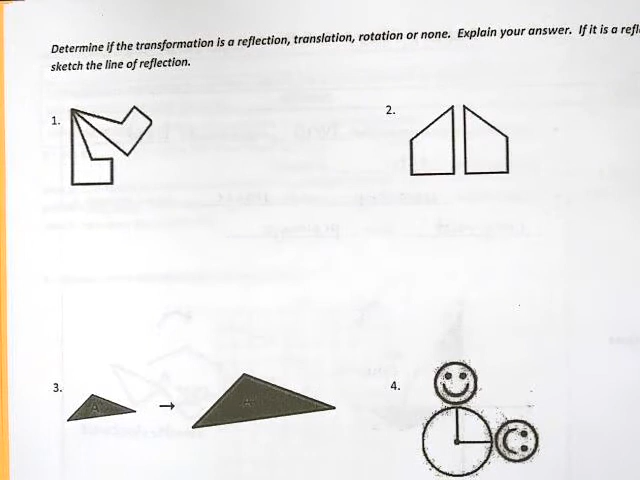 Determine if the transformation is a reflection, translation, rotation or none. Explain your answer. If it is a
sketch the line of reflection.
1.
2.
3.
A
4.